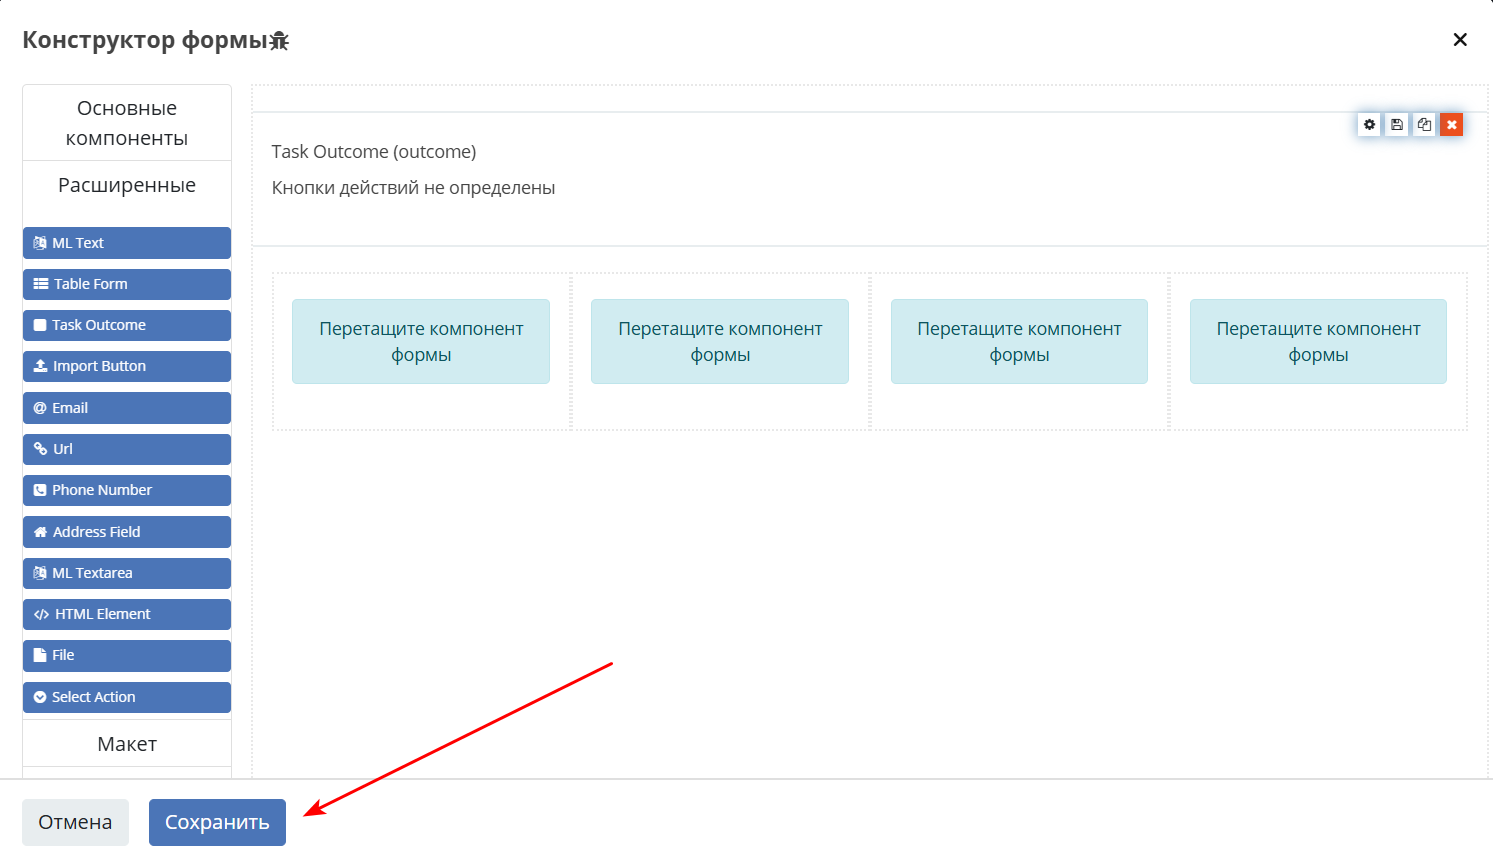 Конструктор формы
Основные
компоненты
Расширенные
ML Text
Table Form
Task Outcome
Import Button
Email
Url
Phone Number
Address Field
ML Textarea
HTML Element
File
Select Action
Макет
Task Outcome (outcome)
Кнопки действий не определены
Перетащите компонент
формы
Перетащите компонент
формы
Перетащите компонент
формы
Перетащите компонент
формы
Отмена
Сохранить